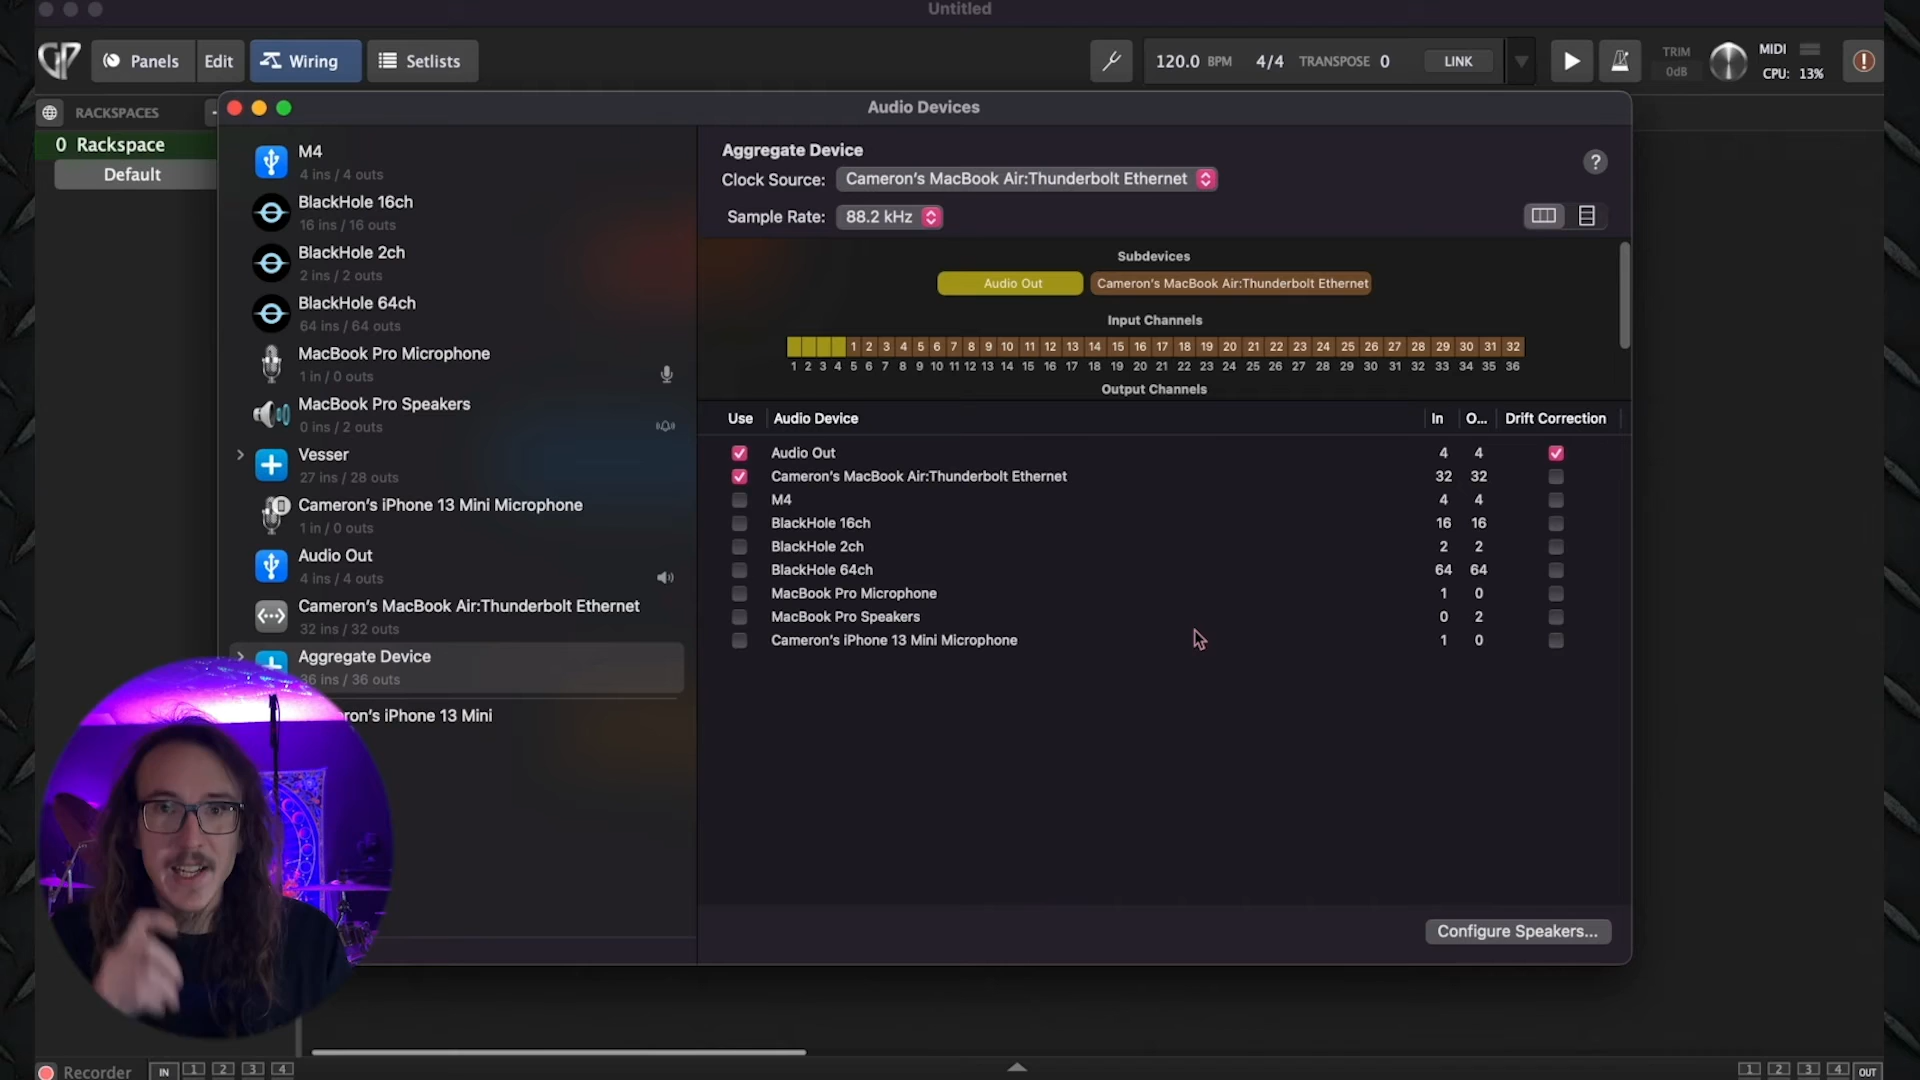 Untitled
GP
Panels
Edit
Wiring
Setlists
120.0 BPM
4/4
TRANSPOSE 0
LINK
TRIM
0dB
MIDI
CPU: 13%
RACKSPACES
0 Rackspace
Default
Audio Devices
M4
4 ins / 4 outs
BlackHole 16ch
16 ins / 16 outs
BlackHole 2ch
2 ins / 2 outs
BlackHole 64ch
64 ins / 64 outs
MacBook Pro Microphone
1 in / 0 outs
MacBook Pro Speakers
0 ins / 2 outs
Vesser
27 ins / 28 outs
Cameron's iPhone 13 Mini Microphone
1 in / 0 outs
Audio Out
4 ins / 4 outs
Cameron's MacBook Air:Thunderbolt Ethernet
32 ins / 32 outs
Aggregate Device
36 ins / 36 outs
ron's iPhone 13 Mini
Aggregate Device
?
Clock Source: Cameron's MacBook Air:Thunderbolt Ethernet
Sample Rate: 88.2 kHz
Subdevices
Audio Out Cameron's MacBook Air:Thunderbolt Ethernet
Input Channels
1 2 3 4 5 6 7 8 9 10 11 12 13 14 15 16 17 18 19 20 21 22 23 24 25 26 27 28 29 30 31 32
1 2 3 4 5 6 7 8 9 10 11 12 13 14 15 16 17 18 19 20 21 22 23 24 25 26 27 28 29 30 31 32 33 34 35 36
Output Channels
Use Audio Device In O... Drift Correction
Audio Out 4 4
Cameron's MacBook Air:Thunderbolt Ethernet 32 32
M4 4 4
BlackHole 16ch 16 16
BlackHole 2ch 2 2
BlackHole 64ch 64 64
MacBook Pro Microphone 1 0
MacBook Pro Speakers 0 2
Cameron's iPhone 13 Mini Microphone 1 0
Configure Speakers...
Recorder IN 1 2 3 4
1 2 3 4 OUT